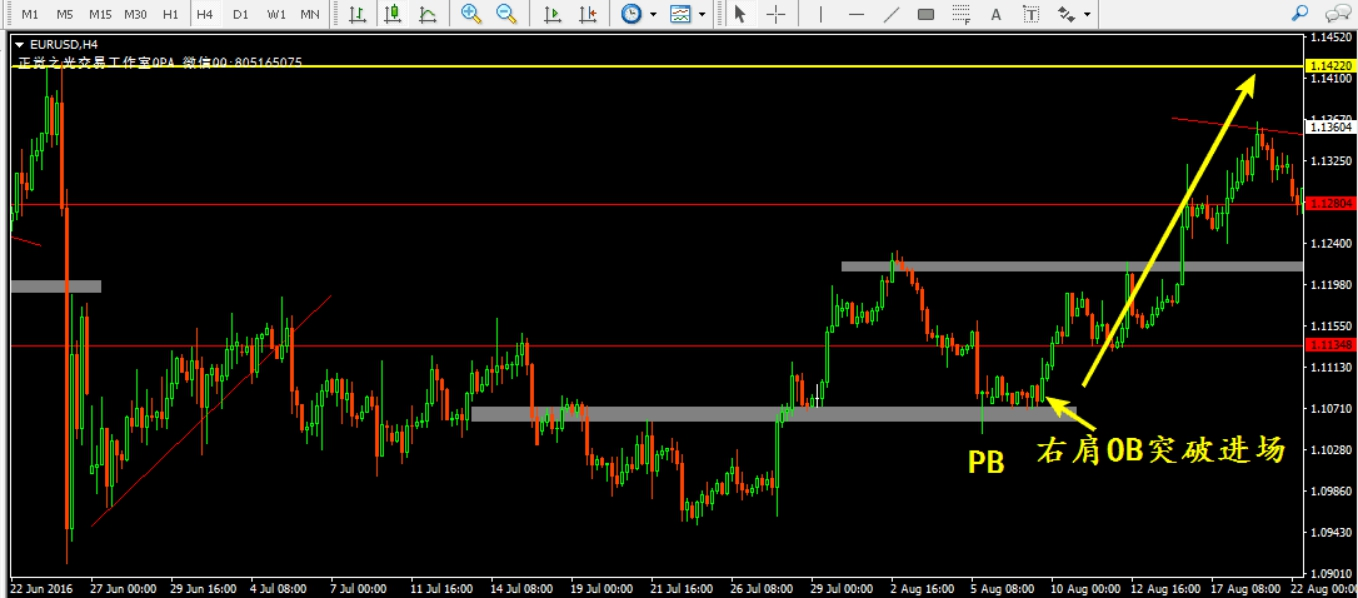 M1 M5 M15 M30 H1 H4 D1 W1 MN
EURUSD,H4
正觉之光交易工作室QPA 微信QQ:805165075
1.14520
1.14220
1.14100
1.13670
1.13604
1.13250
1.12804
1.12400
1.11980
1.11550
1.11348
1.11130
1.10710
1.10280
1.09860
1.09430
1.09010
PB
右肩OB突破进场
22 Jun 2016 27 Jun 00:00 29 Jun 16:00 4 Jul 08:00 7 Jul 00:00 11 Jul 16:00 14 Jul 08:00 19 Jul 00:00 21 Jul 16:00 26 Jul 08:00 29 Jul 00:00 2 Aug 16:00 5 Aug 08:00 10 Aug 00:00 12 Aug 16:00 17 Aug 08:00 22 Aug 00:00